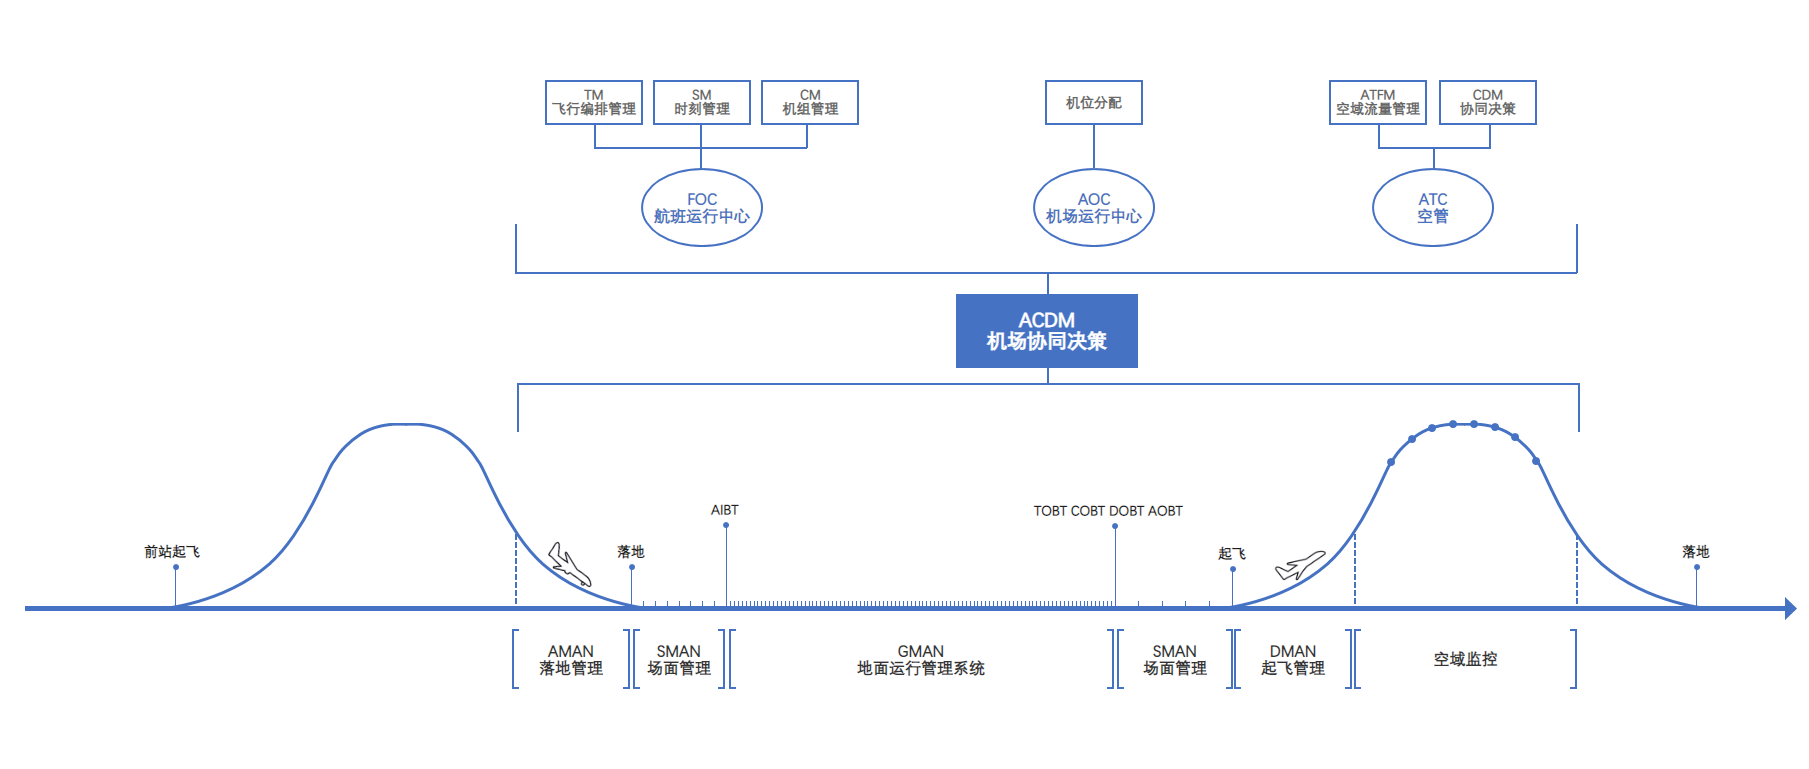 TM
飞行编排管理
SM
时刻管理
CM
机组管理
机位分配
ATFM
空域流量管理
CDM
协同决策
FOC
航班运行中心
AOC
机场运行中心
ATC
空管
ACDM
机场协同决策
前站起飞
落地
AIBT
TOBT COBT DOBT AOBT
起飞
落地
AMAN
落地管理
SMAN
场面管理
GMAN
地面运行管理系统
SMAN
场面管理
DMAN
起飞管理
空域监控